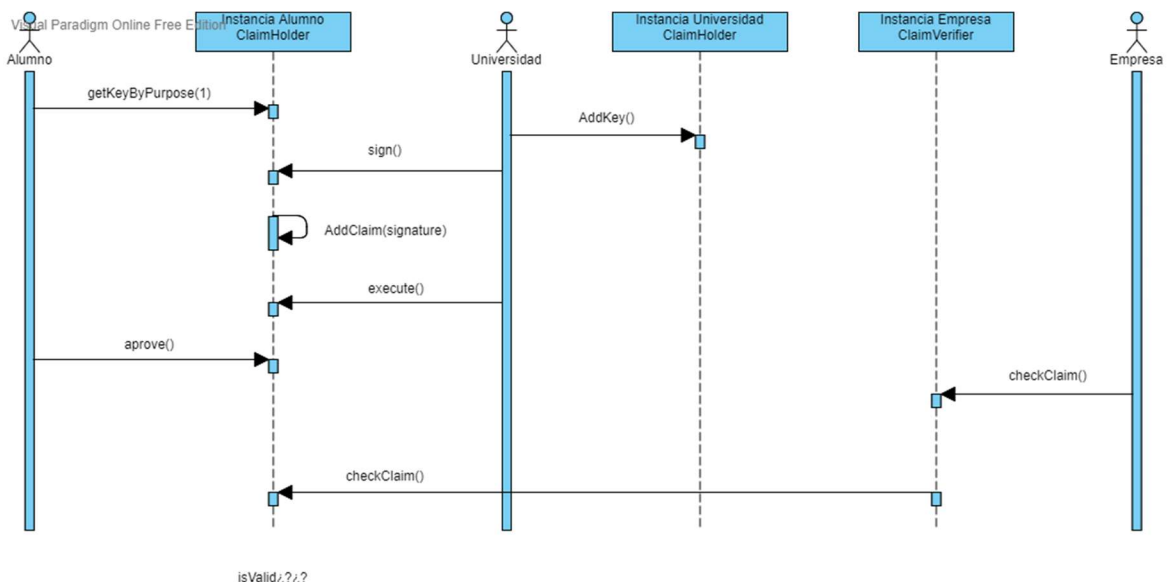 Visual Paradigm Online Free Edition
Instancia Alumno
ClaimHolder
Instancia Universidad
ClaimHolder
Instancia Empresa
ClaimVerifier
Alumno
Universidad
Empresa
getKeyByPurpose(1)
AddKey()
sign()
AddClaim(signature)
execute()
aprove()
checkClaim()
checkClaim()
isValid¿?¿?